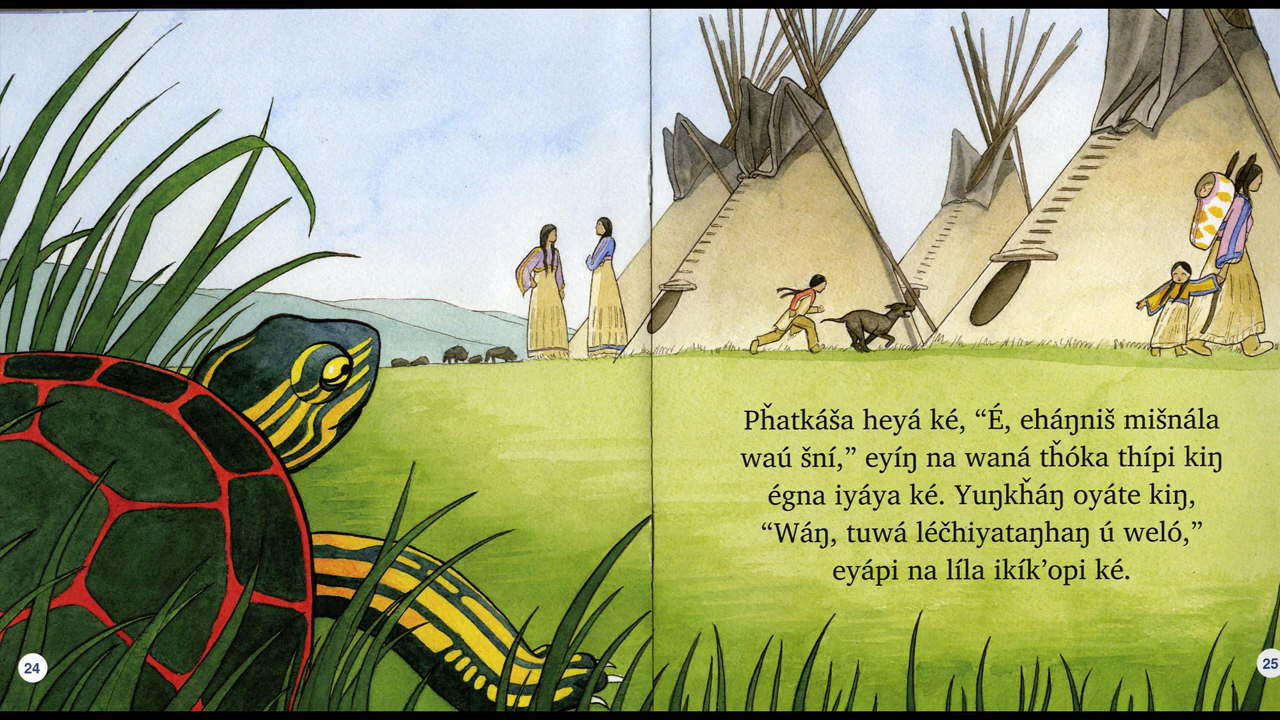 Pȟatkáša heyá ké, “É, eháŋniš mišnála
waú šní,” eyíŋ na waná tȟóka thípi kiŋ
égna iyáya ké. Yuŋkȟáŋ oyáte kiŋ,
“Wáŋ, tuwá léčhiyataŋhaŋ ú weló,”
eyápi na líla ikík’opi ké.
24
25